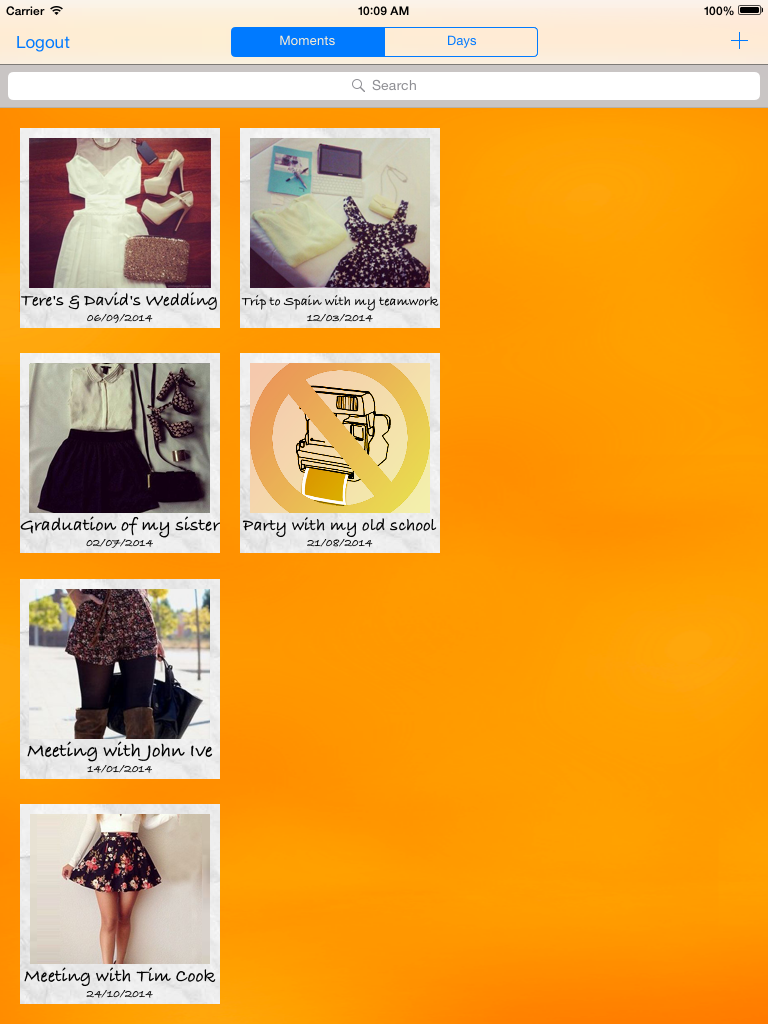 Carrier 10:09 AM 100%
Logout Moments Days
Search
Tere's & David's Wedding
06/09/2014
Trip to Spain with my teamwork
12/03/2014
Graduation of my sister
02/07/2014
Party with my old school
21/08/2014
Meeting with John Ive
14/01/2014
Meeting with Tim Cook
24/10/2014